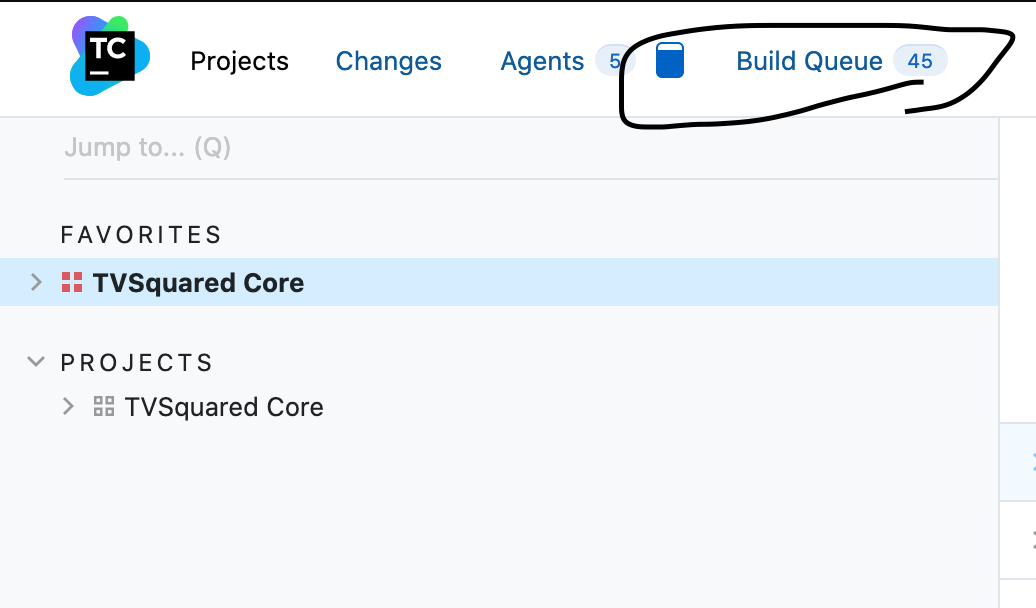 TC
Projects Changes Agents 5 Build Queue 45
Jump to... (Q)
FAVORITES
TVSquared Core
PROJECTS
TVSquared Core